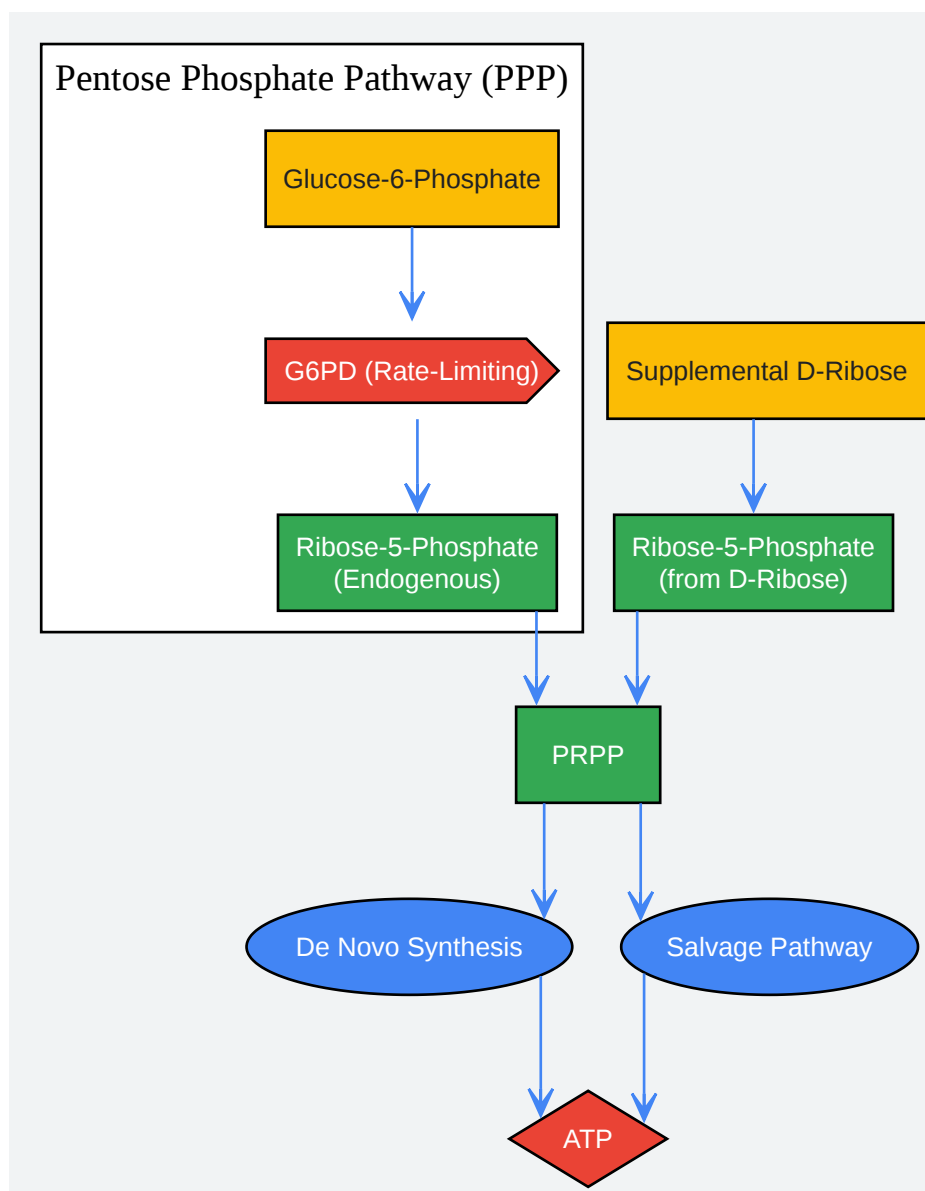 Pentose Phosphate Pathway (PPP)
Glucose-6-Phosphate
G6PD (Rate-Limiting)
Supplemental D-Ribose
Ribose-5-Phosphate
(Endogenous)
Ribose-5-Phosphate
(from D-Ribose)
PRPP
De Novo Synthesis
Salvage Pathway
ATP